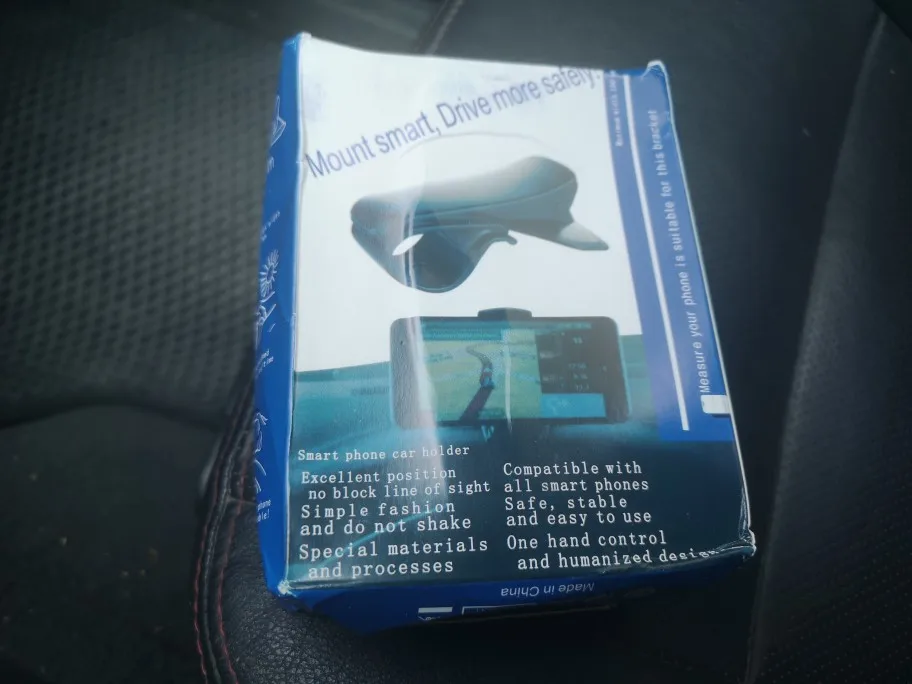 Mount smart, Drive more safely!
Measure your phone is suitable for this bracket
Smart phone car holder
Excellent position
no block line of sight
Simple fashion
and do not shake
Special materials
and processes
Compatible with
all smart phones
Safe, stable
and easy to use
One hand control
and humanized design
Made in China